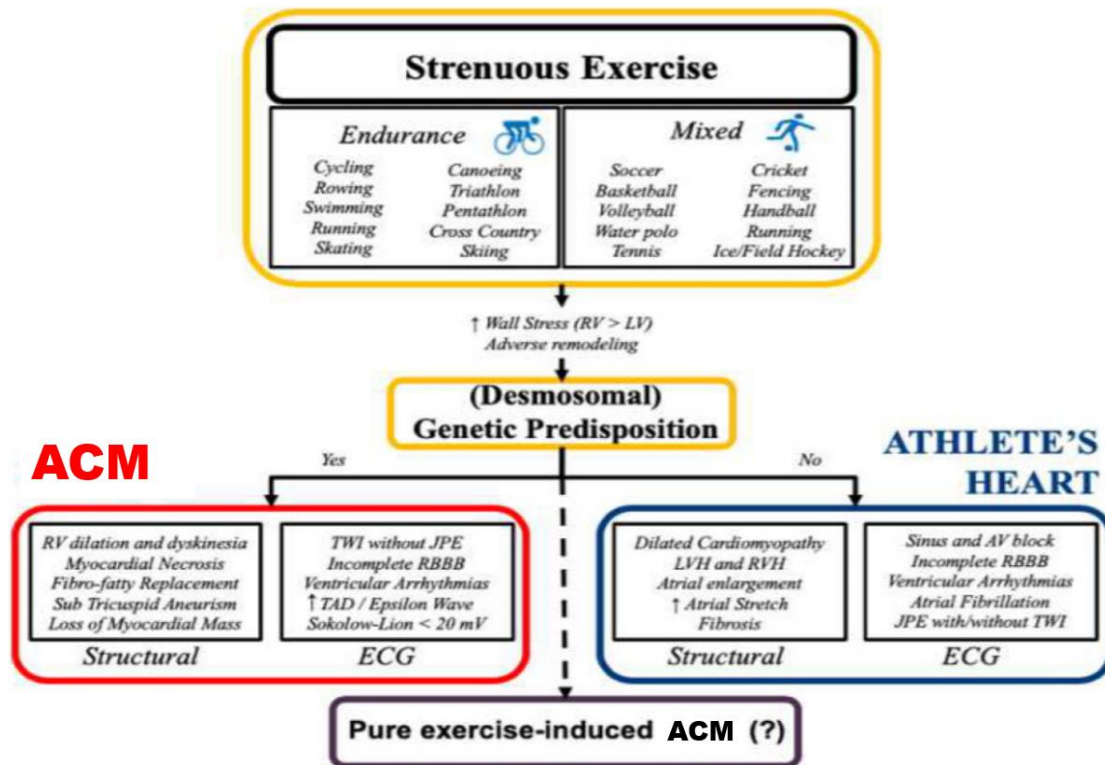 Strenuous Exercise
Endurance
Cycling
Rowing
Swimming
Running
Skating
Canoeing
Triathlon
Pentathlon
Cross Country
Skiing
Mixed
Soccer
Basketball
Volleyball
Water polo
Tennis
Cricket
Fencing
Handball
Running
Ice/Field Hockey
↑ Wall Stress (RV > LV)
Adverse remodeling
(Desmosomal)
Genetic Predisposition
Yes
No
ACM
RV dilation and dyskinesia
Myocardial Necrosis
Fibro-fatty Replacement
Sub Tricuspid Aneurism
Loss of Myocardial Mass
Structural
TWI without JPE
Incomplete RBBB
Ventricular Arrhythmias
↑ TAD / Epsilon Wave
Sokolow-Lion < 20 mV
ECG
ATHLETE'S
HEART
Dilated Cardiomyopathy
LVH and RVH
Atrial enlargement
↑ Atrial Stretch
Fibrosis
Structural
Sinus and AV block
Incomplete RBBB
Ventricular Arrhythmias
Atrial Fibrillation
JPE with/without TWI
ECG
Pure exercise-induced ACM (?)